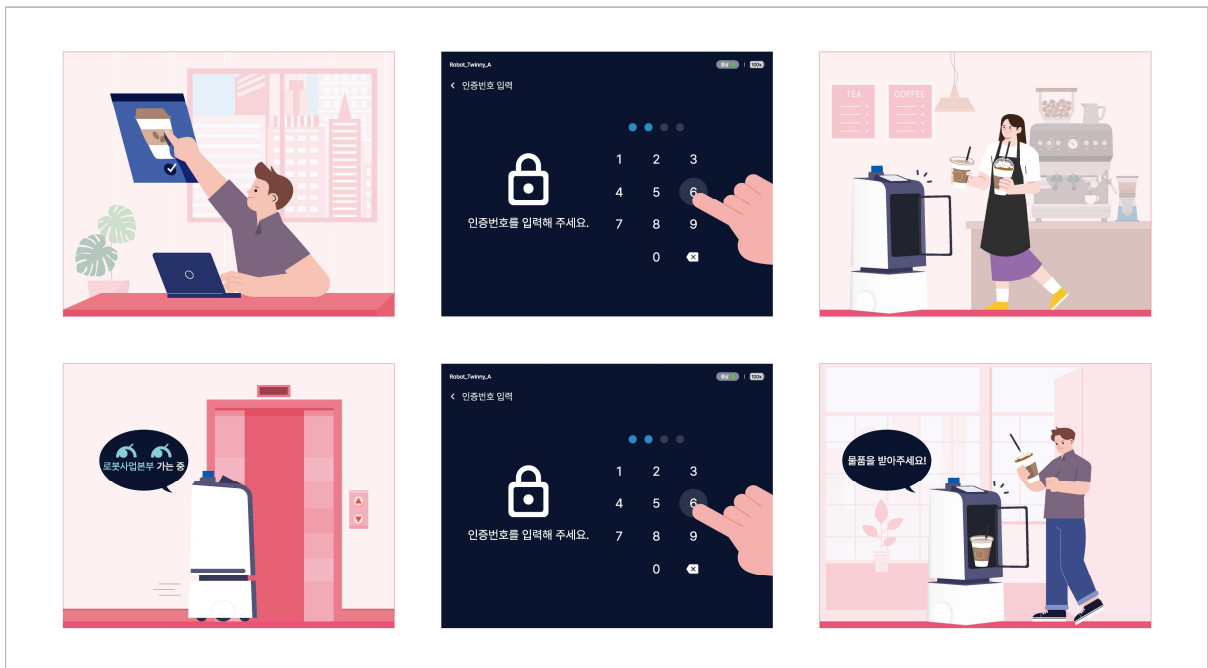 Robot_Twinny_A
100%
< 인증번호 입력
인증번호를 입력해 주세요.
1 2 3
4 5 6
7 8 9
0
TEA
COFFEE
로봇사업본부 가는 중
Robot_Twinny_A
100%
< 인증번호 입력
인증번호를 입력해 주세요.
1 2 3
4 5 6
7 8 9
0
물품을 받아주세요!